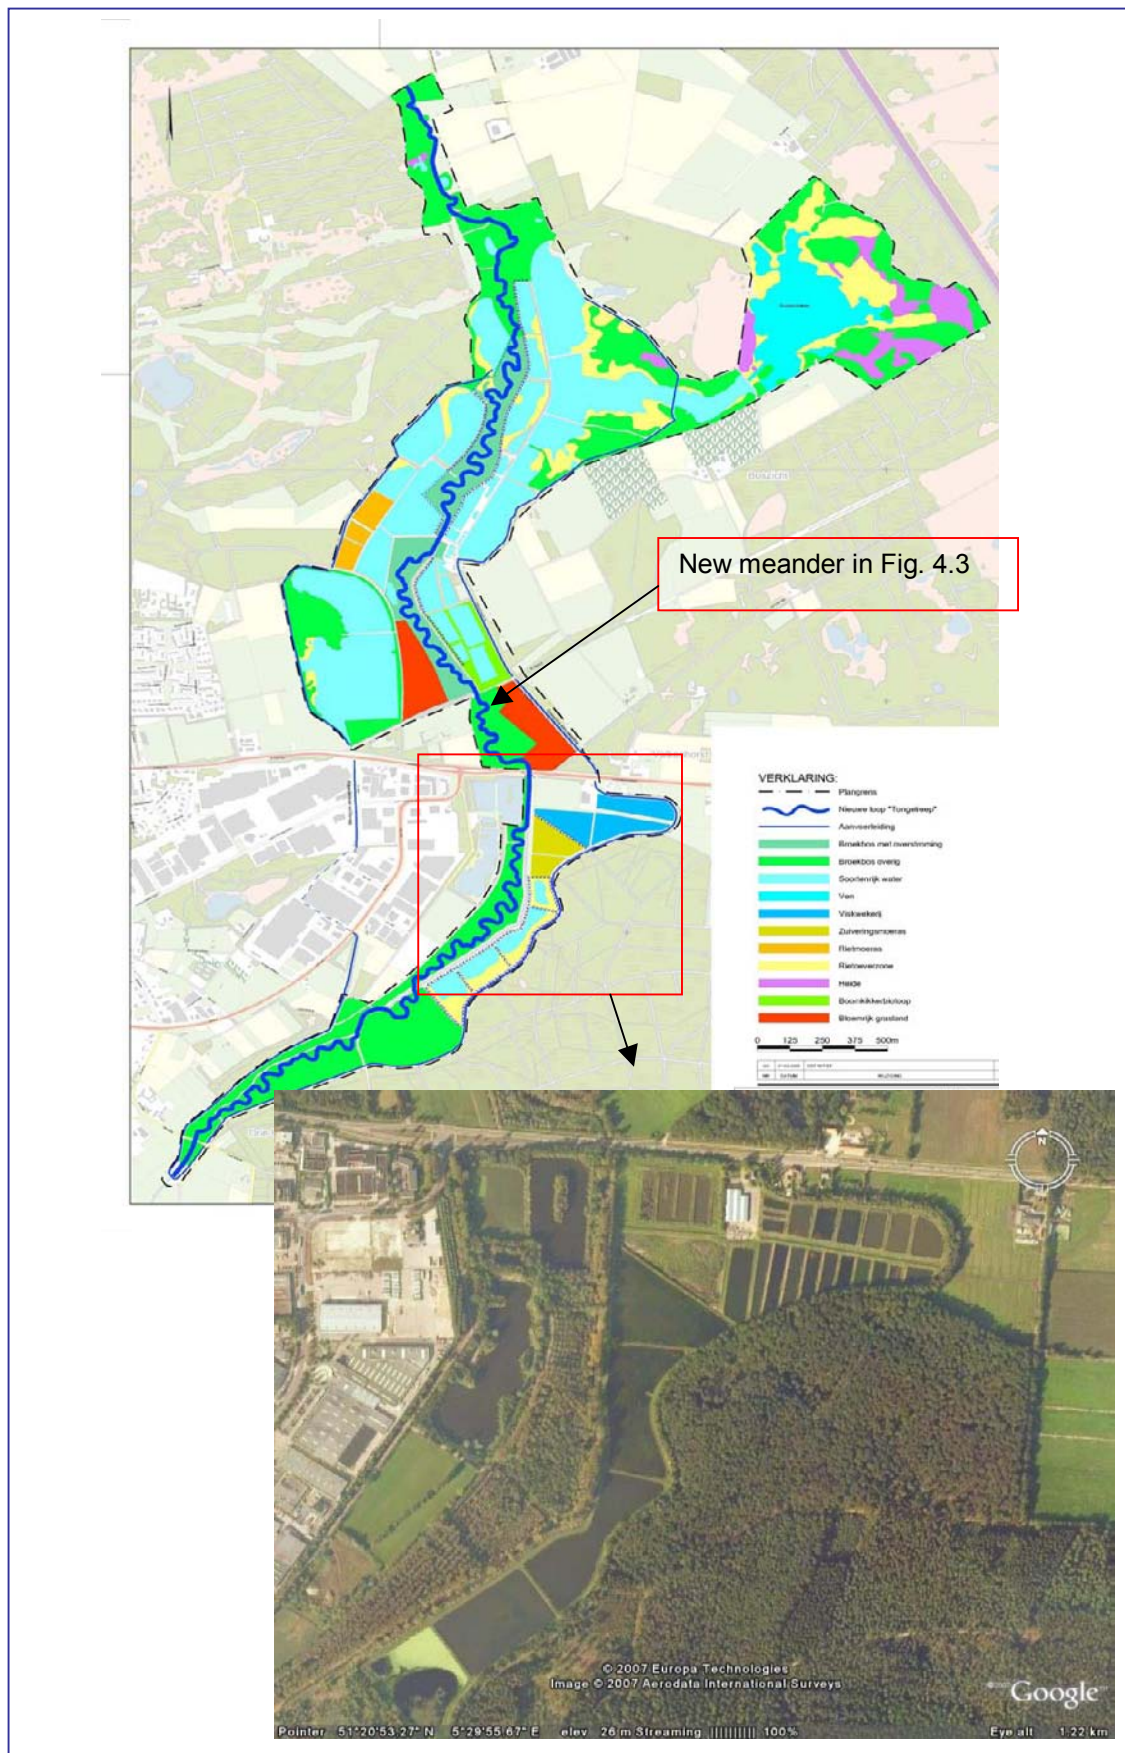 New meander in Fig. 4.3
VERKLARING:
Plangrens
Nieuwe loop "Tongelreep"
Aanvoerleiding
Broekbos met overstroming
Broekbos overig
Soortenrijk water
Ven
Viskwekerij
Zuiveringsmoeras
Rietmoeras
Rietoeverzone
Heide
Boomkikkerbiotoop
Bloemrijk grasland
0 125 250 375 500m
DATUM
N
© 2007 Europa Technologies
Image © 2007 Aerodata International Surveys
Google
Pointer 51°20'53.27" N 5°29'55.67" E elev 26 m Streaming |||||||||| 100% Eye alt 1.22 km